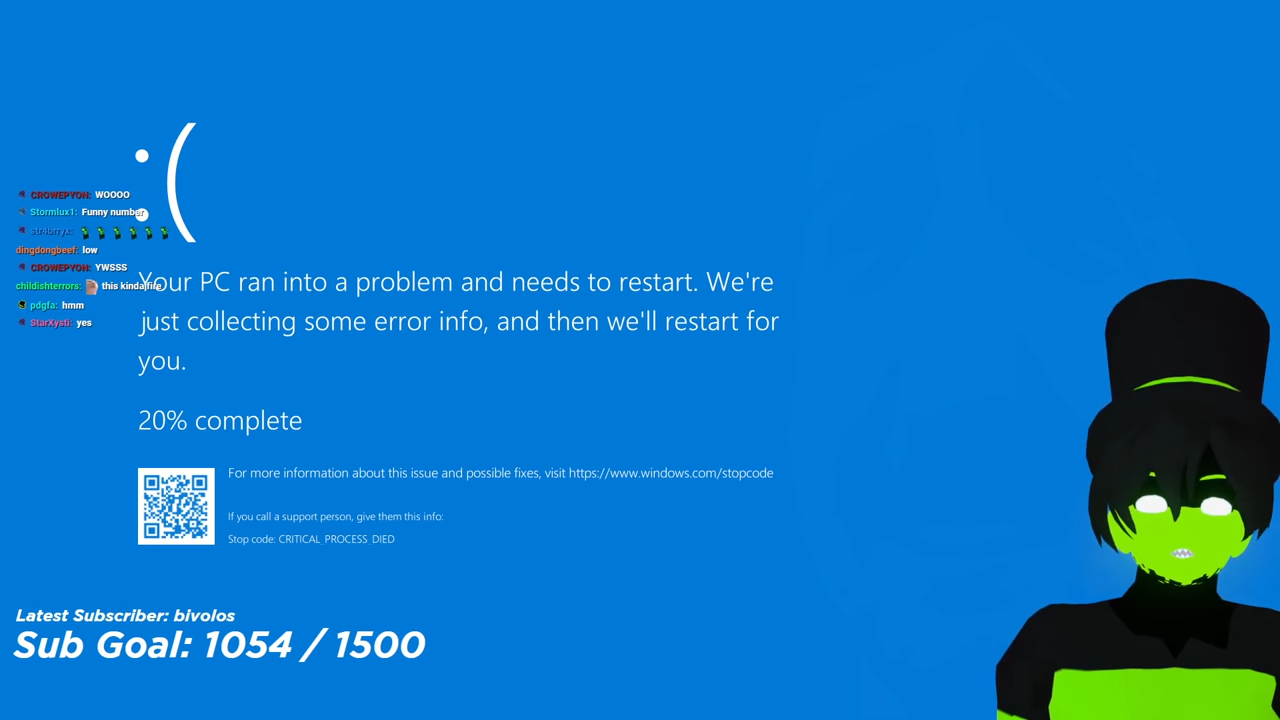 :(
CROWEPYON: WOOOO
Stormlux1: Funny number
str4brryx:
dingdongbeef: low
CROWEPYON: YWSSS
childishterrors: this kinda fire
pdgfa: hmm
StarXysti: yes
Your PC ran into a problem and needs to restart. We're
just collecting some error info, and then we'll restart for
you.
20% complete
For more information about this issue and possible fixes, visit https://www.windows.com/stopcode
If you call a support person, give them this info:
Stop code: CRITICAL_PROCESS_DIED
Latest Subscriber: bivolos
Sub Goal: 1054 / 1500